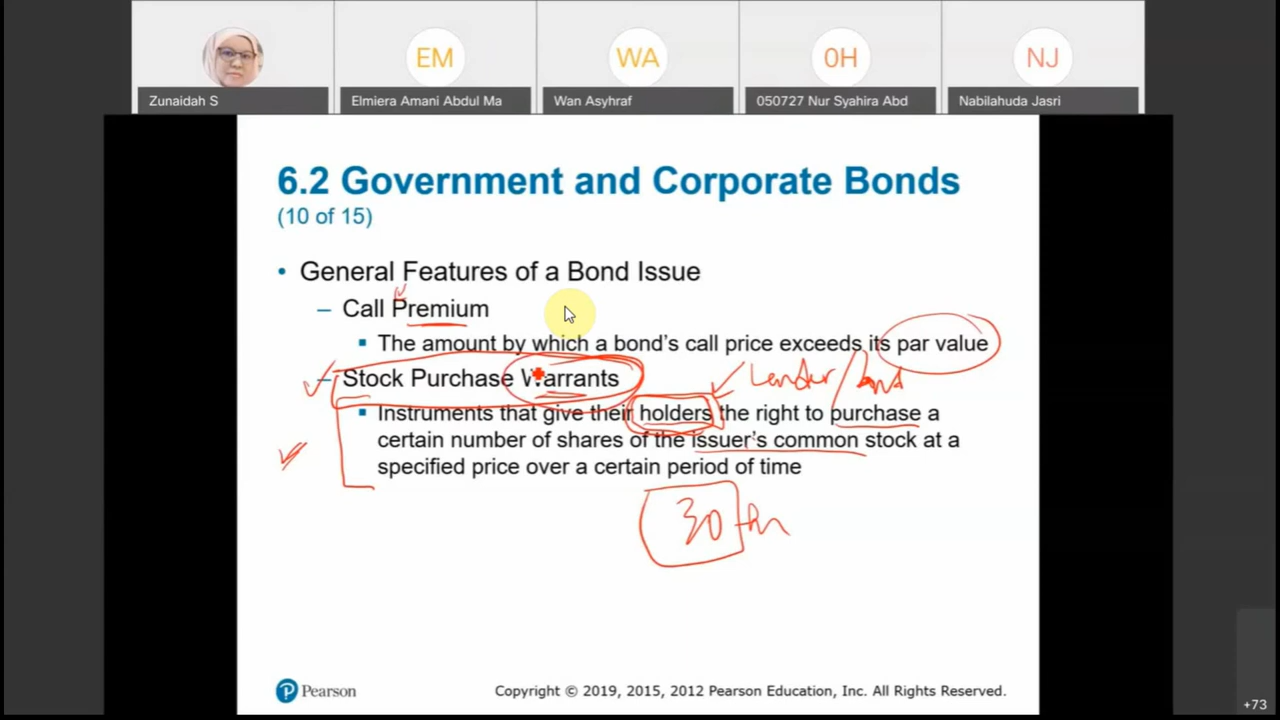 EM
WA
0H
NJ
Zunaidah S
Elmiera Amani Abdul Ma
Wan Asyhraf
050727 Nur Syahira Abd
Nabilahuda Jasri
6.2 Government and Corporate Bonds
(10 of 15)
• General Features of a Bond Issue
– Call Premium
▪ The amount by which a bond's call price exceeds its par value
– Stock Purchase Warrants
lender/bond
▪ Instruments that give their holders the right to purchase a
certain number of shares of the issuer's common stock at a
specified price over a certain period of time
30
Pearson
Copyright © 2019, 2015, 2012 Pearson Education, Inc. All Rights Reserved.
+73